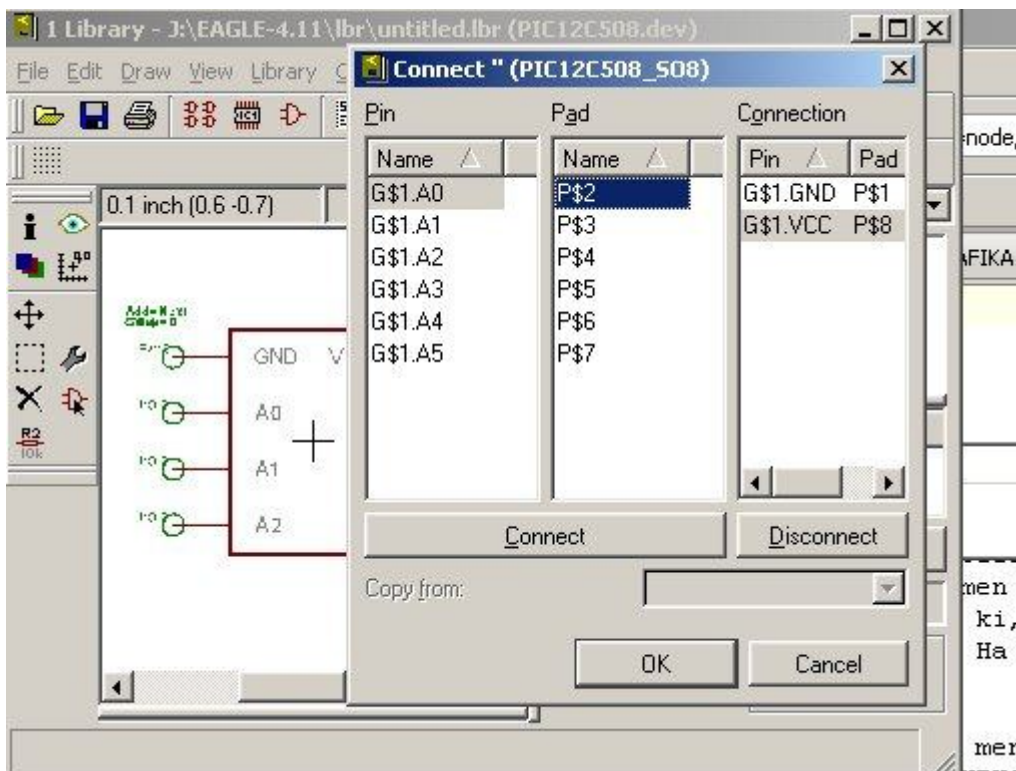 1 Library - J:\EAGLE-4.11\lbr\untitled.lbr (PIC12C508.dev)
File Edit Draw View Library
0.1 inch (0.6 -0.7)
R2
10k
GND V
A0
A1
A2
Connect '' (PIC12C508_SO8)
Pin Pad Connection
Name Name Pin Pad
G$1.A0 P$2 G$1.GND P$1
G$1.A1 P$3 G$1.VCC P$8
G$1.A2 P$4
G$1.A3 P$5
G$1.A4 P$6
G$1.A5 P$7
Connect Disconnect
Copy from:
OK Cancel
node,
AFIKA
men
ki,
Ha